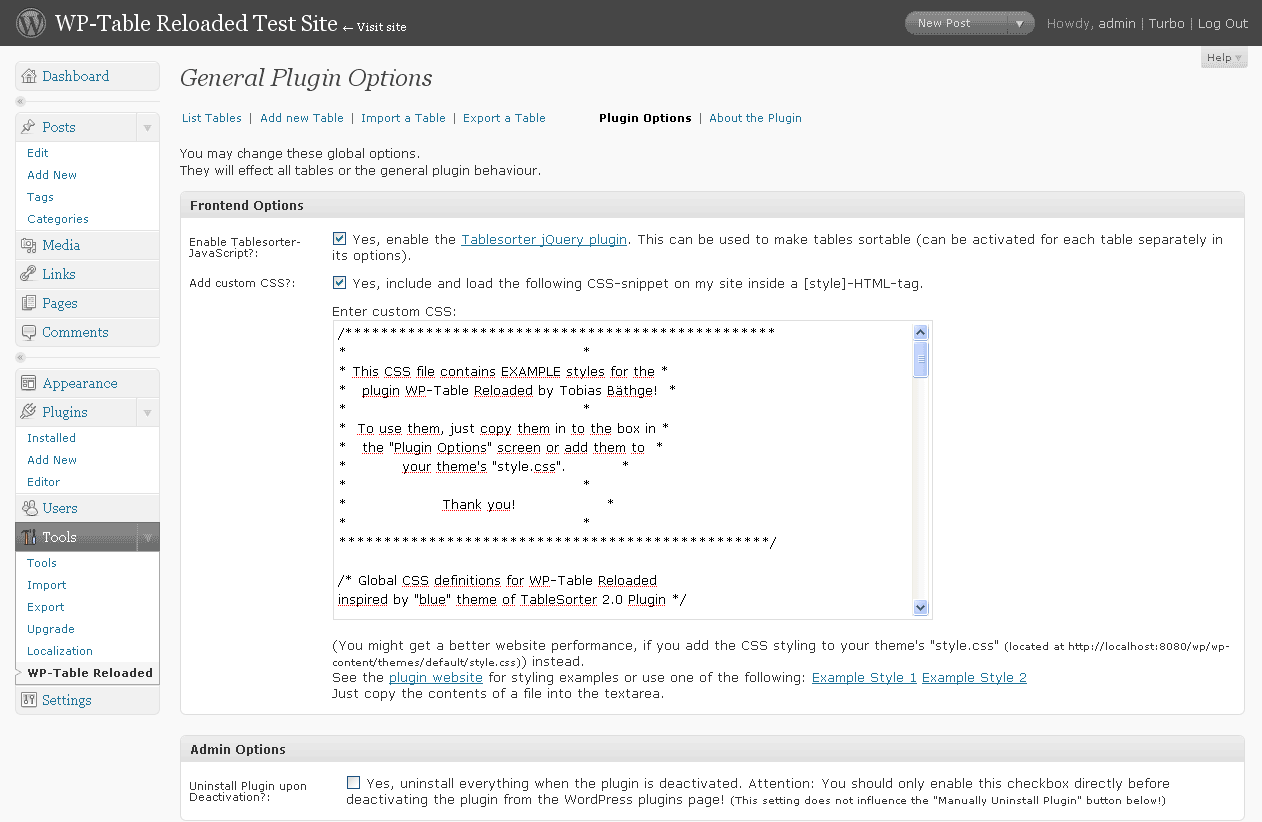 WP-Table Reloaded Test Site ← Visit site
New Post
Howdy, admin | Turbo | Log Out
Help
Dashboard
Posts
Edit
Add New
Tags
Categories
Media
Links
Pages
Comments
Appearance
Plugins
Installed
Add New
Editor
Users
Tools
Tools
Import
Export
Upgrade
Localization
WP-Table Reloaded
Settings
General Plugin Options
List Tables | Add new Table | Import a Table | Export a Table Plugin Options | About the Plugin
You may change these global options.
They will effect all tables or the general plugin behaviour.
Frontend Options
Enable Tablesorter-
JavaScript?:
Yes, enable the Tablesorter jQuery plugin. This can be used to make tables sortable (can be activated for each table separately in
its options).
Add custom CSS?:
Yes, include and load the following CSS-snippet on my site inside a [style]-HTML-tag.
Enter custom CSS:
/************************************************
* *
* This CSS file contains EXAMPLE styles for the *
* plugin WP-Table Reloaded by Tobias Bäthge! *
* *
* To use them, just copy them in to the box in *
* the "Plugin Options" screen or add them to *
* your theme's "style.css". *
* *
* Thank you! *
* *
************************************************/
/* Global CSS definitions for WP-Table Reloaded
inspired by "blue" theme of TableSorter 2.0 Plugin */
(You might get a better website performance, if you add the CSS styling to your theme's "style.css" (located at http://localhost:8080/wp/wp-
content/themes/default/style.css)) instead.
See the plugin website for styling examples or use one of the following: Example Style 1 Example Style 2
Just copy the contents of a file into the textarea.
Admin Options
Uninstall Plugin upon
Deactivation?:
Yes, uninstall everything when the plugin is deactivated. Attention: You should only enable this checkbox directly before
deactivating the plugin from the WordPress plugins page! (This setting does not influence the "Manually Uninstall Plugin" button below!)